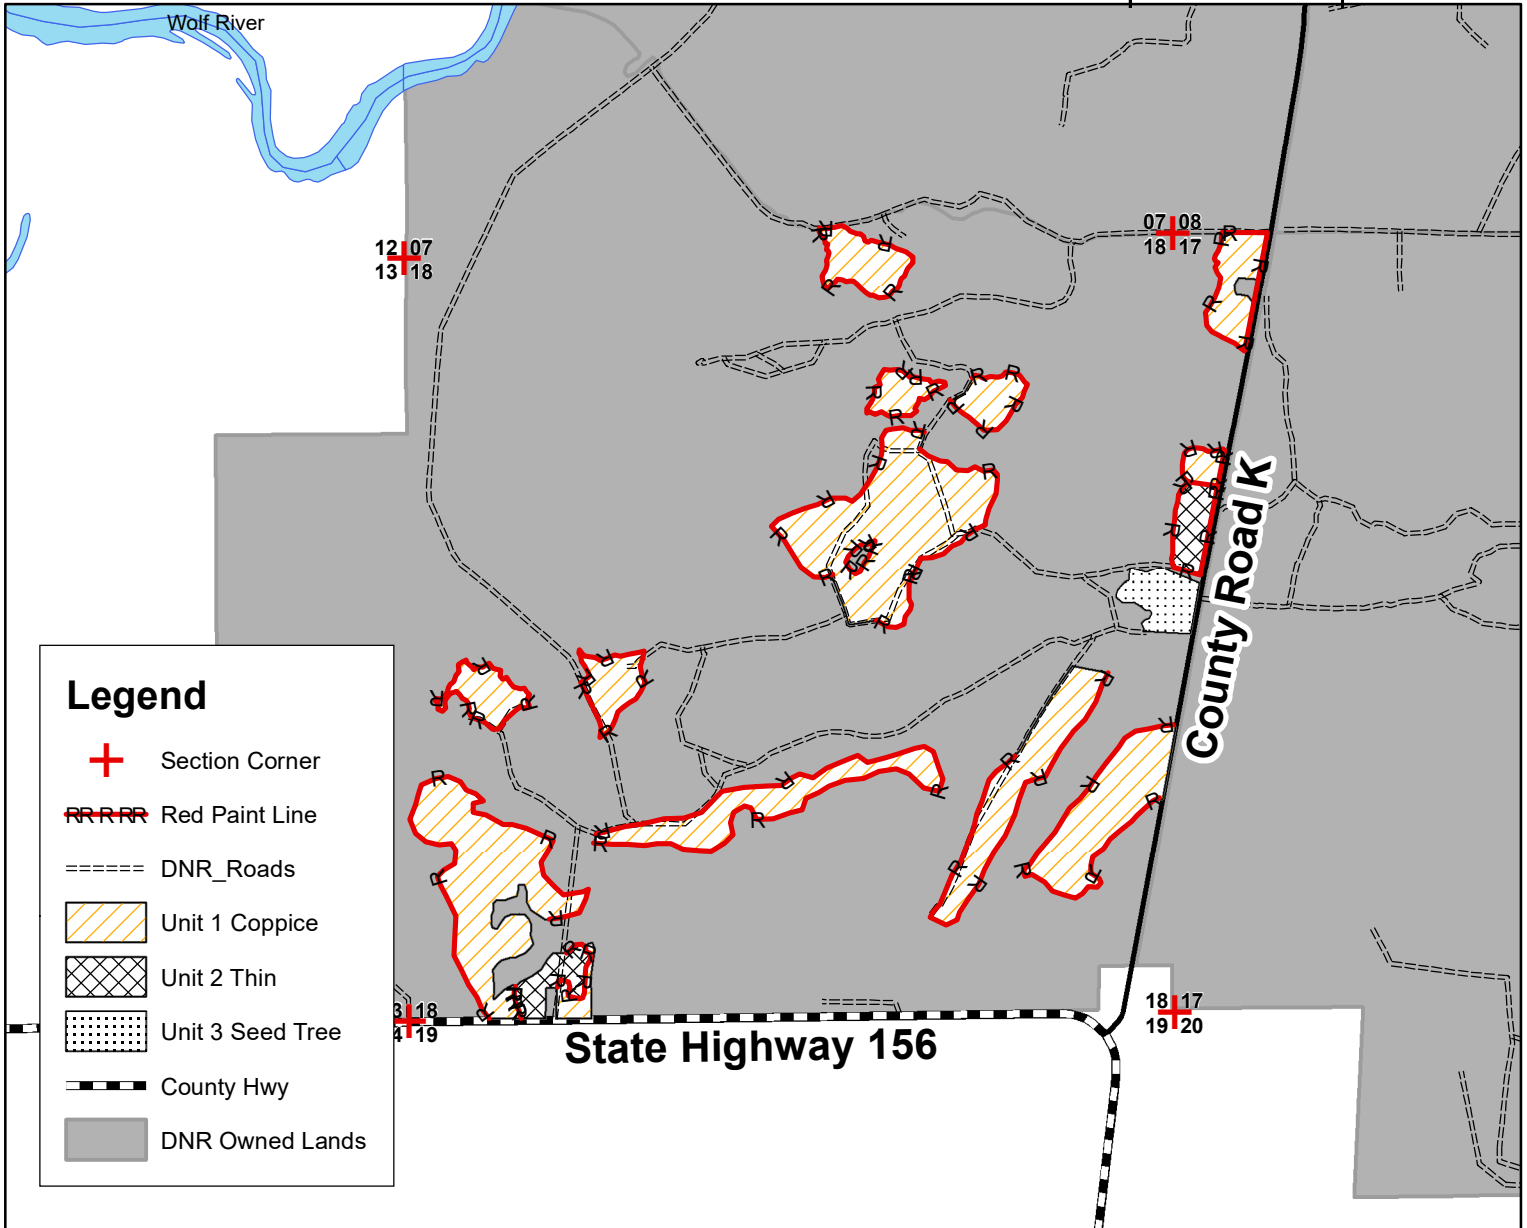 Wolf River
07 08
18 17
12 07
13 18
County Road K
Legend
Section Corner
RR R RR Red Paint Line
DNR_Roads
Unit 1 Coppice
Unit 2 Thin
Unit 3 Seed Tree
County Hwy
DNR Owned Lands
3 18
4 19
18 17
19 20
State Highway 156